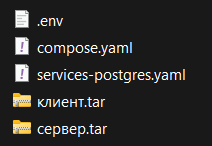 .env
compose.yaml
services-postgres.yaml
клиент.tar
сервер.tar